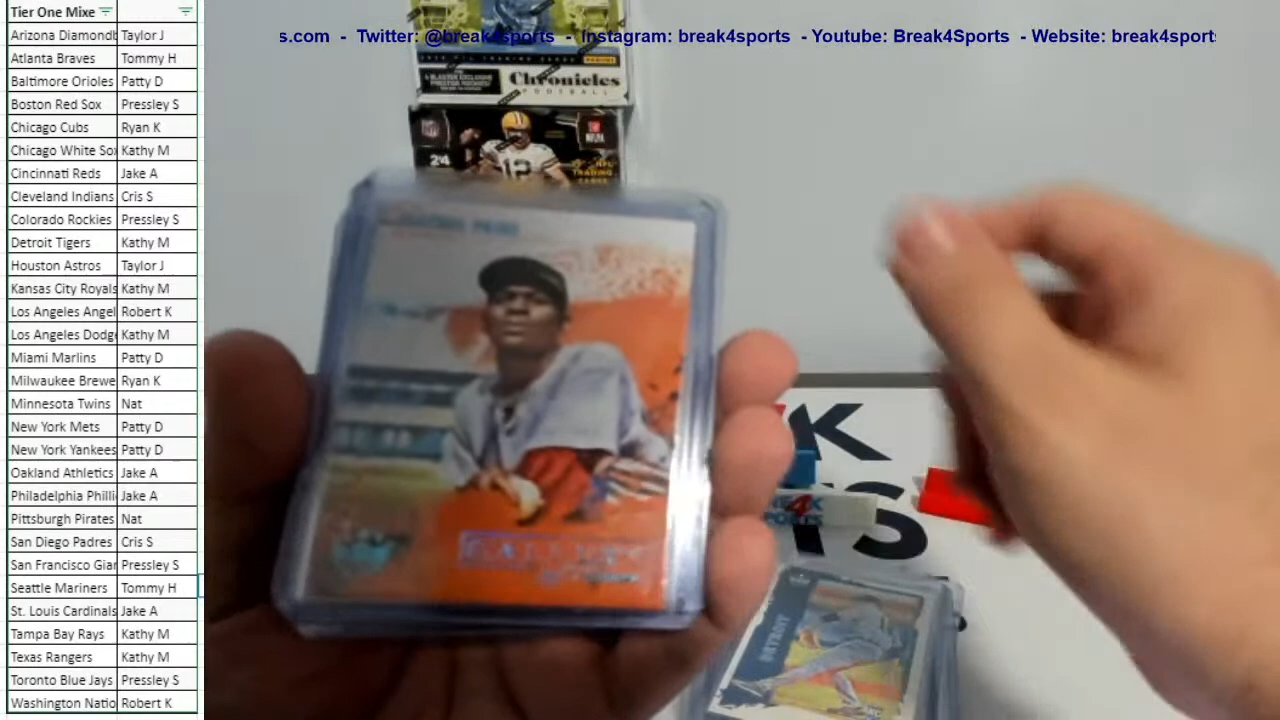 Tier One Mixe
Arizona Diamondb Taylor J
Atlanta Braves Tommy H
Baltimore Orioles Patty D
Boston Red Sox Pressley S
Chicago Cubs Ryan K
Chicago White Sox Kathy M
Cincinnati Reds Jake A
Cleveland Indians Cris S
Colorado Rockies Pressley S
Detroit Tigers Kathy M
Houston Astros Taylor J
Kansas City Royals Kathy M
Los Angeles Angel Robert K
Los Angeles Dodge Kathy M
Miami Marlins Patty D
Milwaukee Brewe Ryan K
Minnesota Twins Nat
New York Mets Patty D
New York Yankees Patty D
Oakland Athletics Jake A
Philadelphia Philli Jake A
Pittsburgh Pirates Nat
San Diego Padres Cris S
San Francisco Giar Pressley S
Seattle Mariners Tommy H
St. Louis Cardinals Jake A
Tampa Bay Rays Kathy M
Texas Rangers Kathy M
Toronto Blue Jays Pressley S
Washington Natio Robert K
s.com - Twitter: @break4sports - Instagram: break4sports - Youtube: Break4Sports - Website: break4sport
Chronicles
FOOTBALL
NFL
24
12
TRADING
K